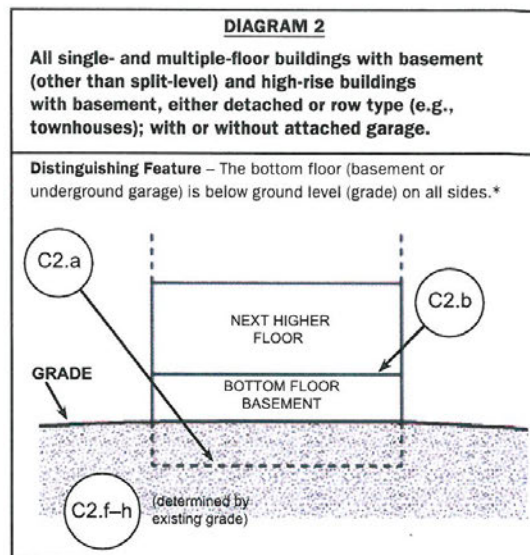 DIAGRAM 2
All single- and multiple-floor buildings with basement
(other than split-level) and high-rise buildings
with basement, either detached or row type (e.g.,
townhouses); with or without attached garage.
Distinguishing Feature – The bottom floor (basement or
underground garage) is below ground level (grade) on all sides.*
C2.a
C2.b
NEXT HIGHER
FLOOR
GRADE
BOTTOM FLOOR
BASEMENT
C2.f–h
(determined by
existing grade)